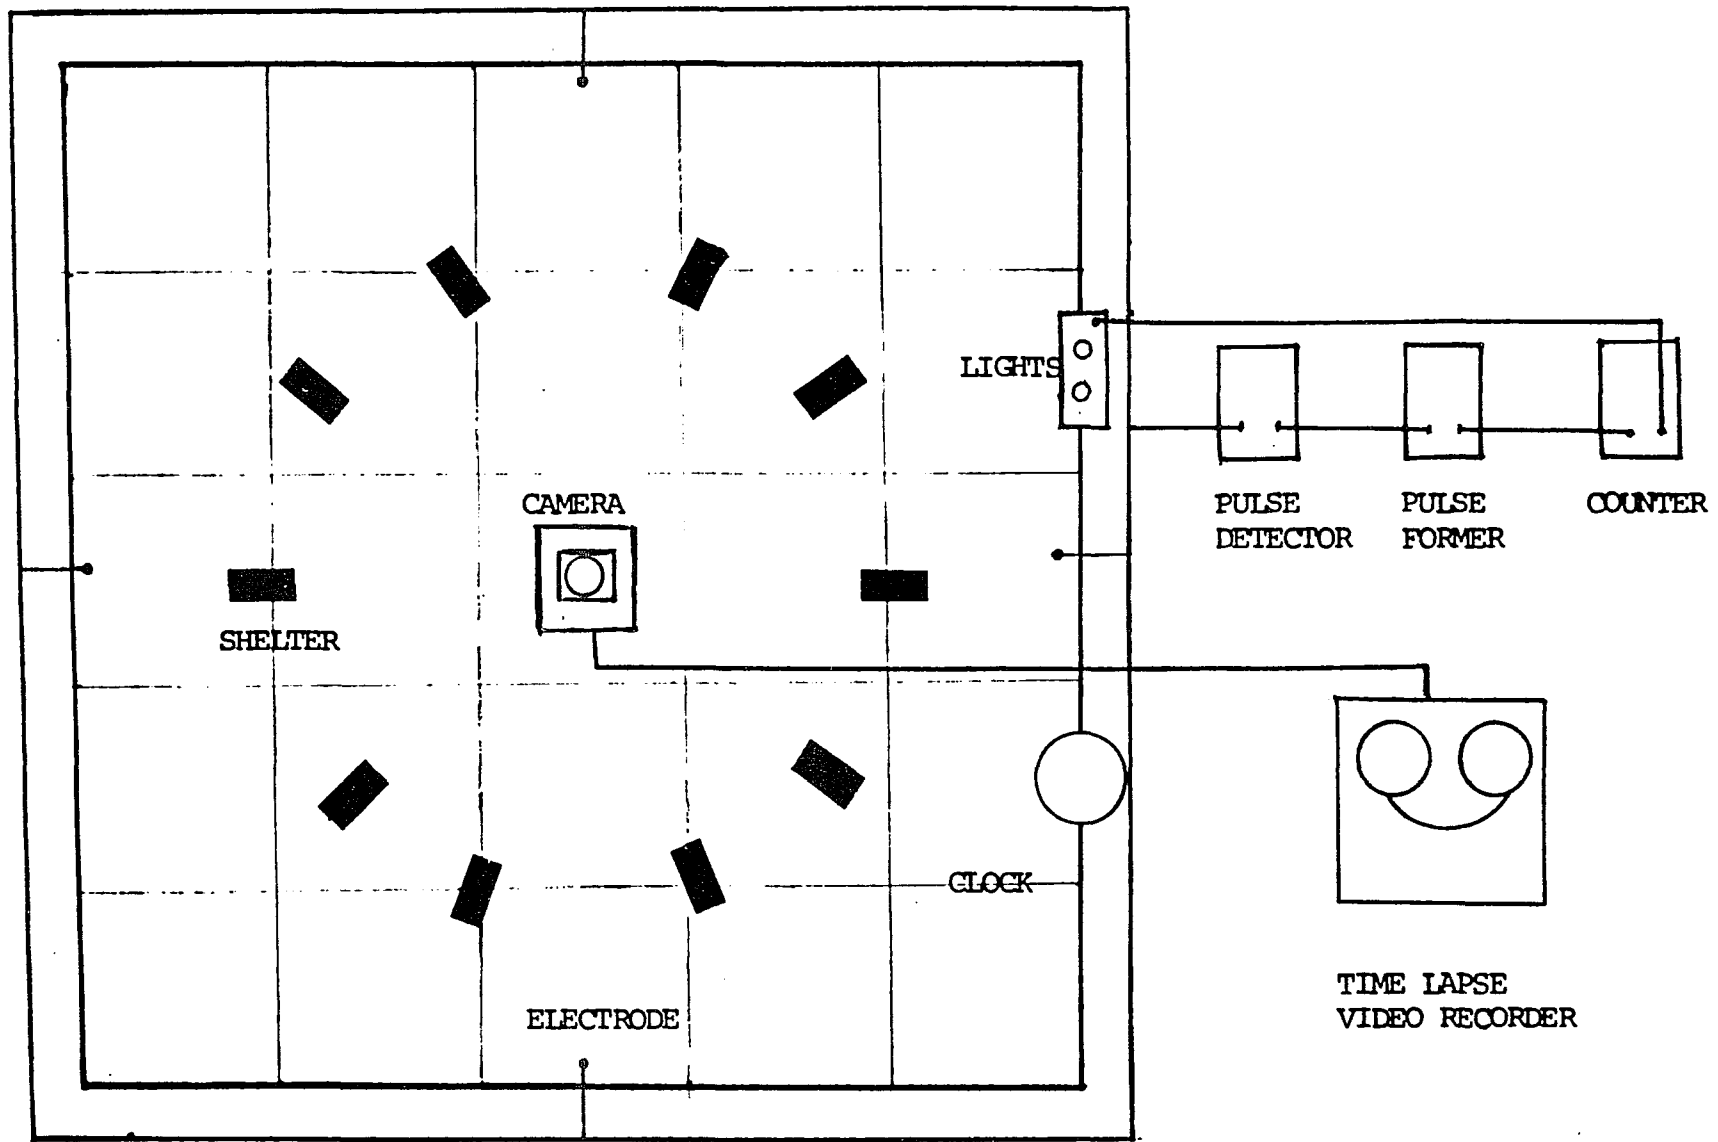 LIGHTS
CAMERA
PULSE
DETECTOR
PULSE
FORMER
COUNTER
SHELTER
CLOCK
ELECTRODE
TIME LAPSE
VIDEO RECORDER